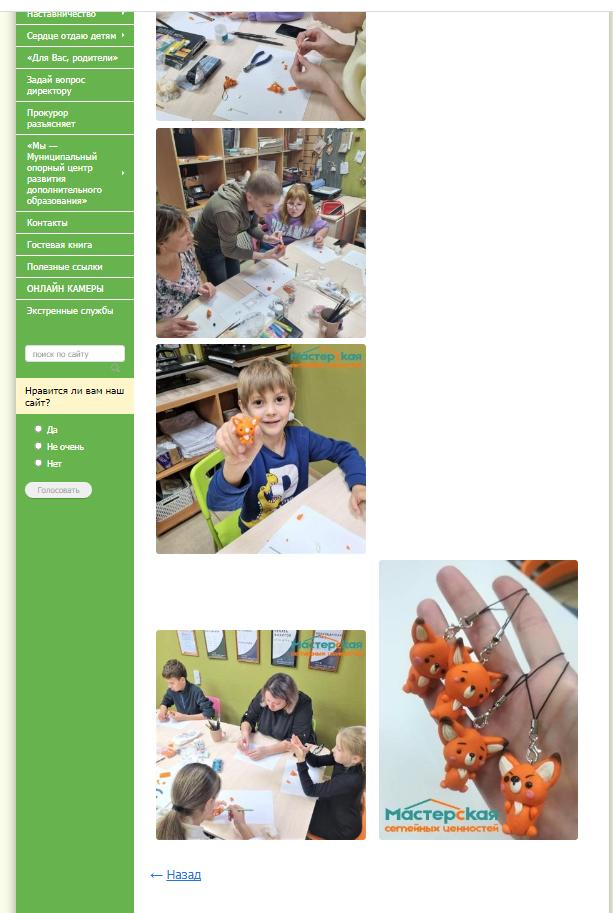 Наставничество
Сердце отдаю детям
«Для Вас, родители»
Задай вопрос
директору
Прокурор
разъясняет
«Мы —
Муниципальный
опорный центр
развития
дополнительного
образования»
Контакты
Гостевая книга
Полезные ссылки
ОНЛАЙН КАМЕРЫ
Экстренные службы
поиск по сайту
Нравится ли вам наш
сайт?
Да
Не очень
Нет
Голосовать
Мастерская
семейных ценностей
Мастерская
семейных ценностей
Мастерская
семейных ценностей
← Назад